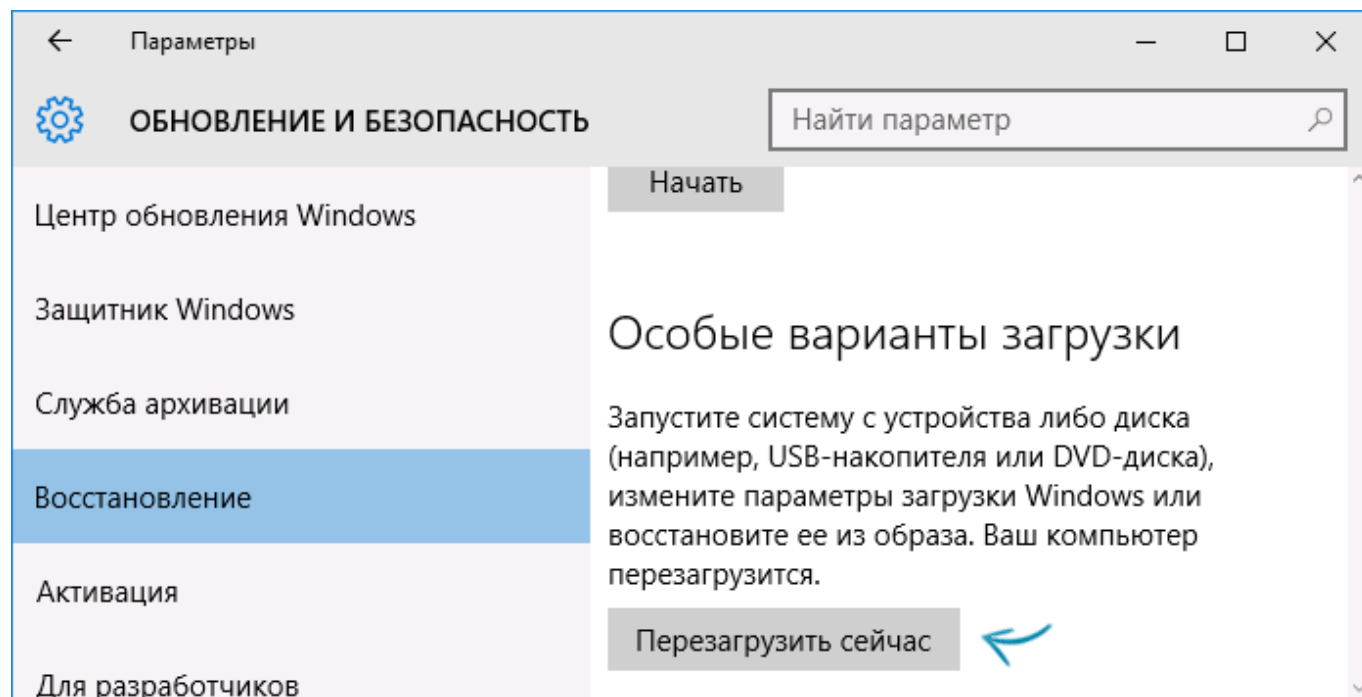 Параметры
ОБНОВЛЕНИЕ И БЕЗОПАСНОСТЬ
Найти параметр
Центр обновления Windows
Защитник Windows
Служба архивации
Восстановление
Активация
Для разработчиков
Начать
Особые варианты загрузки
Запустите систему с устройства либо диска
(например, USB-накопителя или DVD-диска),
измените параметры загрузки Windows или
восстановите ее из образа. Ваш компьютер
перезагрузится.
Перезагрузить сейчас